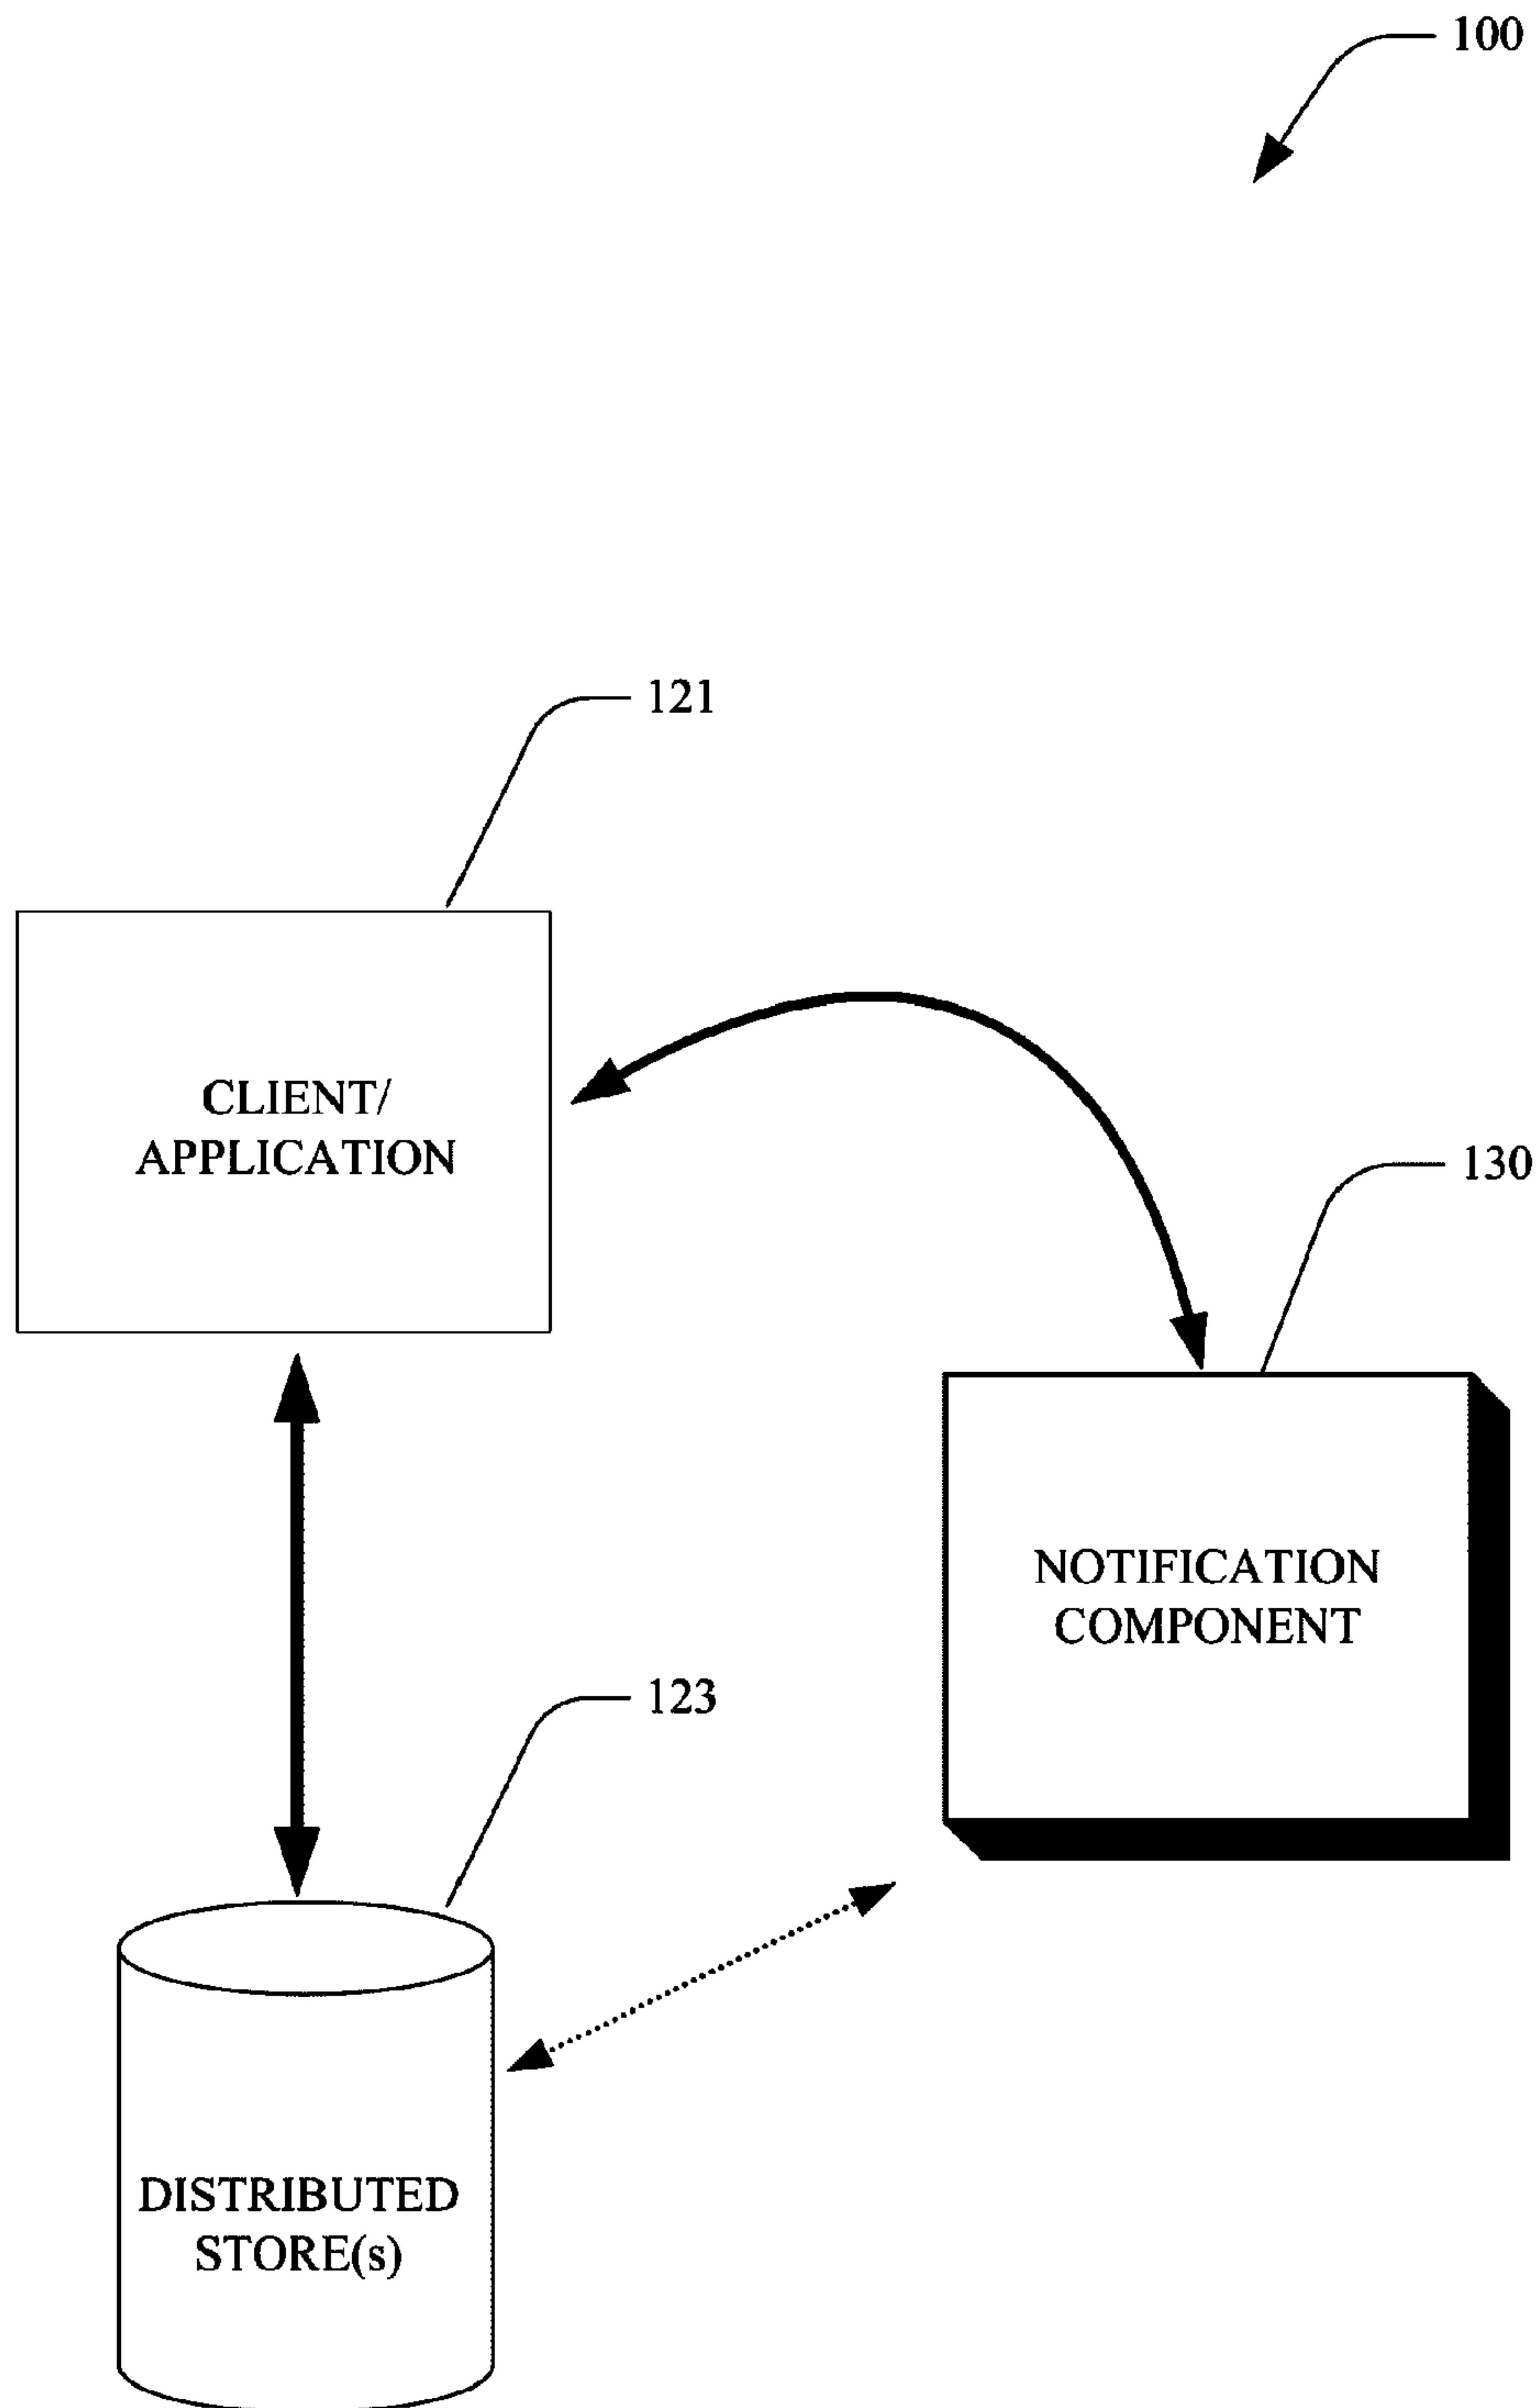 100
121
CLIENT/
APPLICATION
130
NOTIFICATION
COMPONENT
123
DISTRIBUTED
STORE(s)